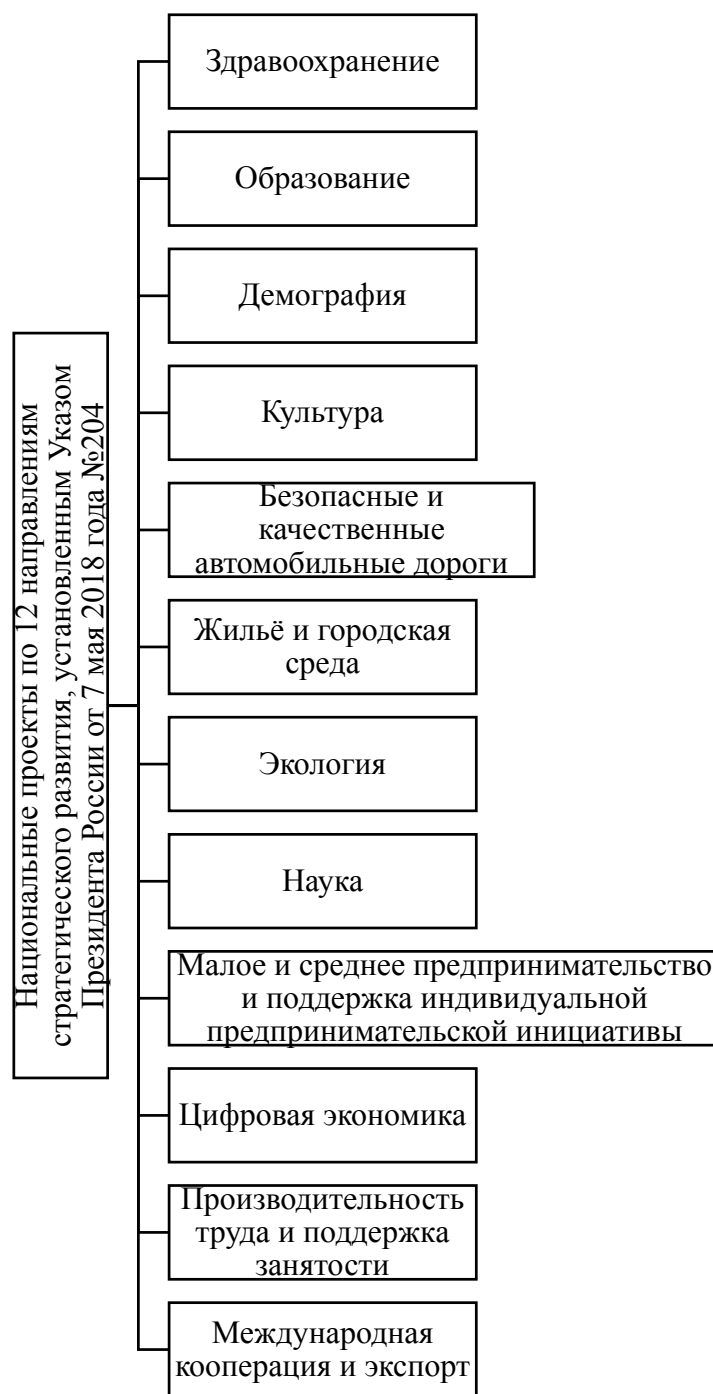 Национальные проекты по 12 направлениям
стратегического развития, установленным Указом
Президента России от 7 мая 2018 года №204
Здравоохранение
Образование
Демография
Культура
Безопасные и
качественные
автомобильные дороги
Жильё и городская
среда
Экология
Наука
Малое и среднее предпринимательство
и поддержка индивидуальной
предпринимательской инициативы
Цифровая экономика
Производительность
труда и поддержка
занятости
Международная
кооперация и экспорт